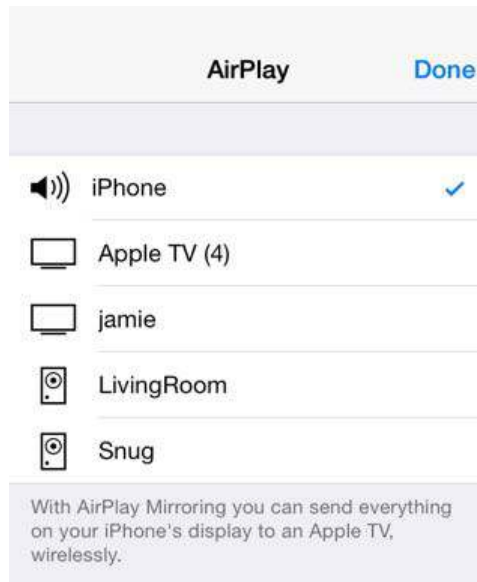 AirPlay Done
iPhone
Apple TV (4)
jamie
LivingRoom
Snug
With AirPlay Mirroring you can send everything
on your iPhone's display to an Apple TV,
wirelessly.